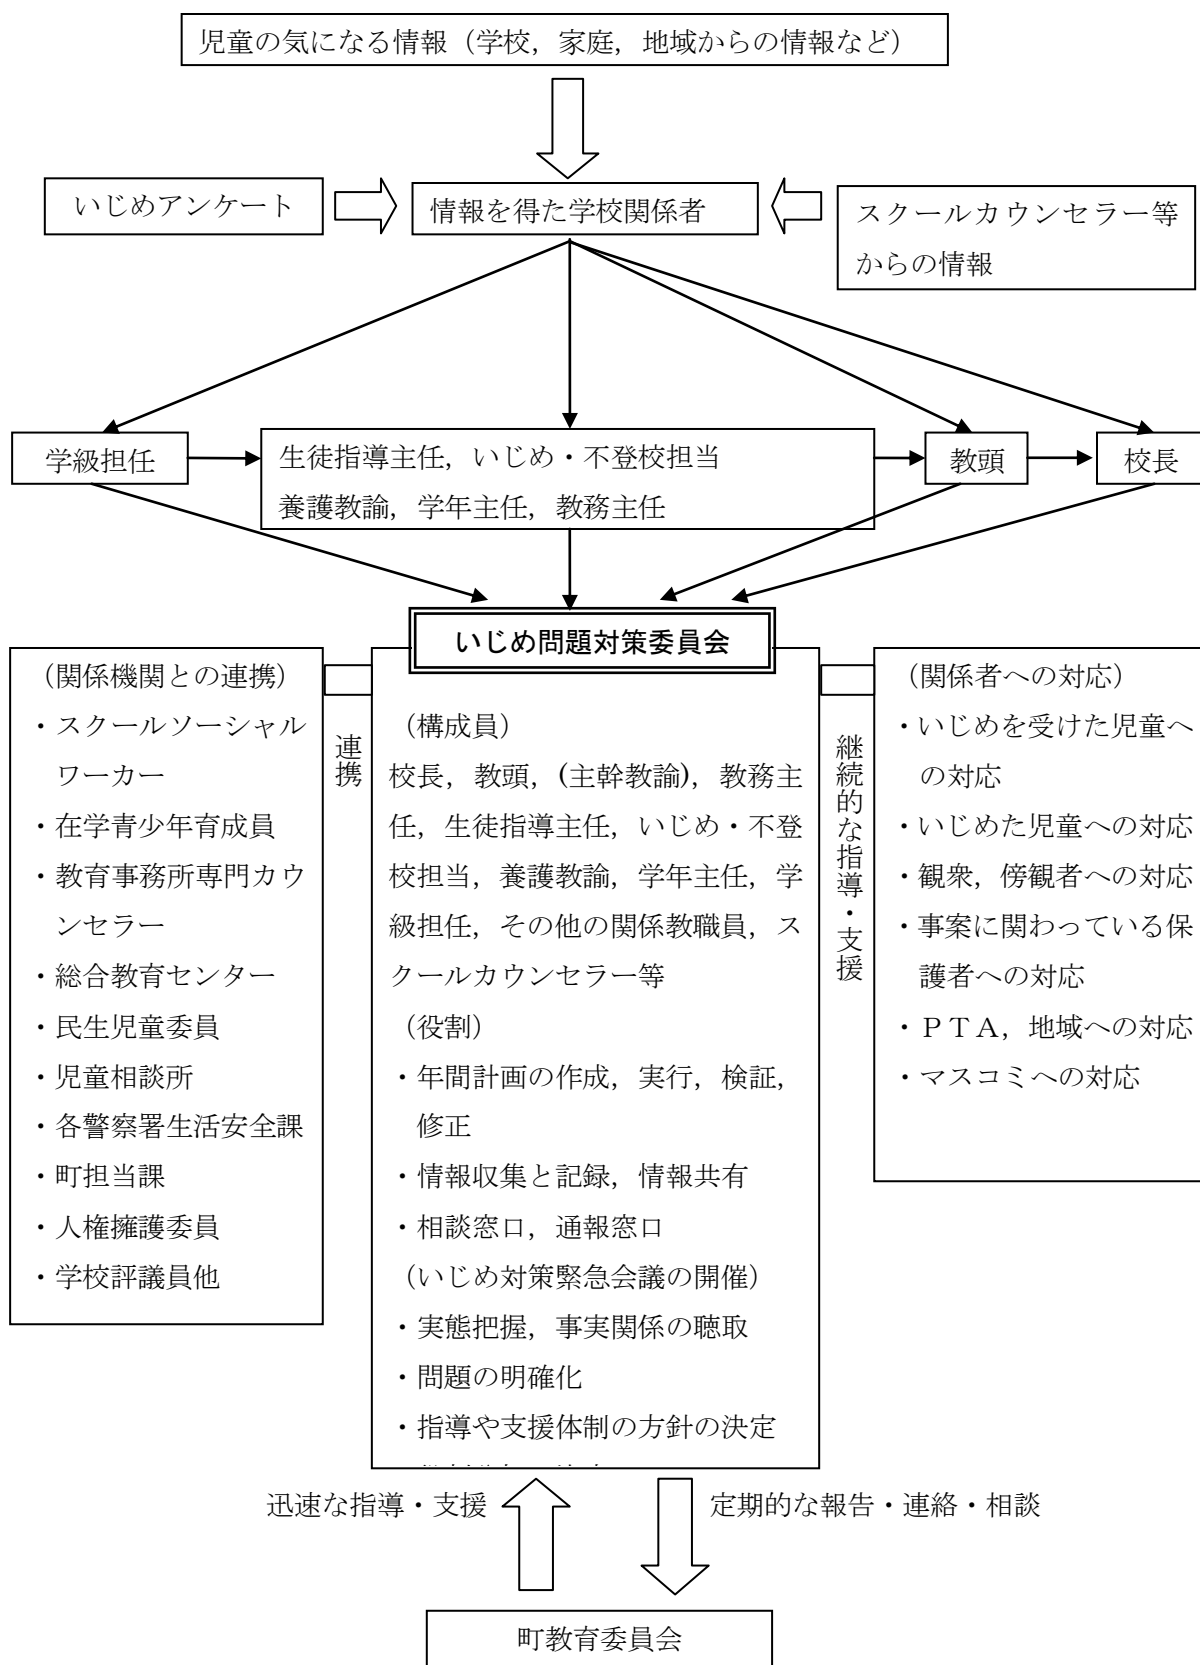 児童の気になる情報（学校，家庭，地域からの情報など）
いじめアンケート
情報を得た学校関係者
スクールカウンセラー等
からの情報
学級担任
生徒指導主任，いじめ・不登校担当
養護教諭，学年主任，教務主任
教頭
校長
いじめ問題対策委員会
（関係機関との連携）
・スクールソーシャル
ワーカー
・在学青少年育成員
・教育事務所専門カウ
ンセラー
・総合教育センター
・民生児童委員
・児童相談所
・各警察署生活安全課
・町担当課
・人権擁護委員
・学校評議員他
連携
（構成員）
校長，教頭，(主幹教諭)，教務主
任，生徒指導主任，いじめ・不登
校担当，養護教諭，学年主任，学
級担任，その他の関係教職員，ス
クールカウンセラー等
（役割）
・年間計画の作成，実行，検証，
修正
・情報収集と記録，情報共有
・相談窓口，通報窓口
（いじめ対策緊急会議の開催）
・実態把握，事実関係の聴取
・問題の明確化
・指導や支援体制の方針の決定
継続的な指導・支援
（関係者への対応）
・いじめを受けた児童へ
の対応
・いじめた児童への対応
・観衆，傍観者への対応
・事案に関わっている保
護者への対応
・ＰＴＡ，地域への対応
・マスコミへの対応
迅速な指導・支援
定期的な報告・連絡・相談
町教育委員会